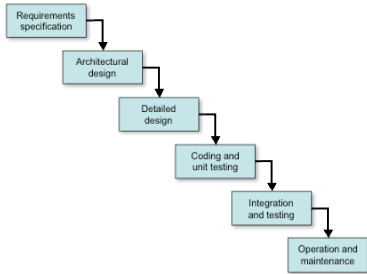 Requirements
specification
Architectural
design
Detailed
design
Coding and
unit testing
Integration
and testing
Operation and
maintenance